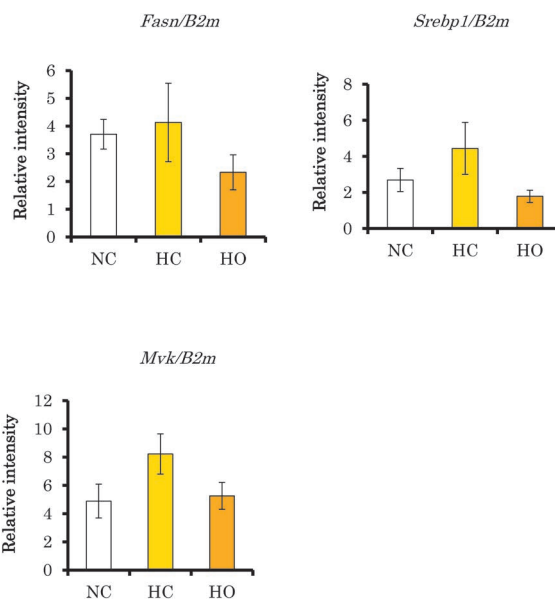 Fasn/B2m
Relative intensity
6
5
4
3
2
1
0
NC HC HO
Srebp1/B2m
Relative intensity
8
6
4
2
0
NC HC HO
Mvk/B2m
Relative intensity
12
10
8
6
4
2
0
NC HC HO